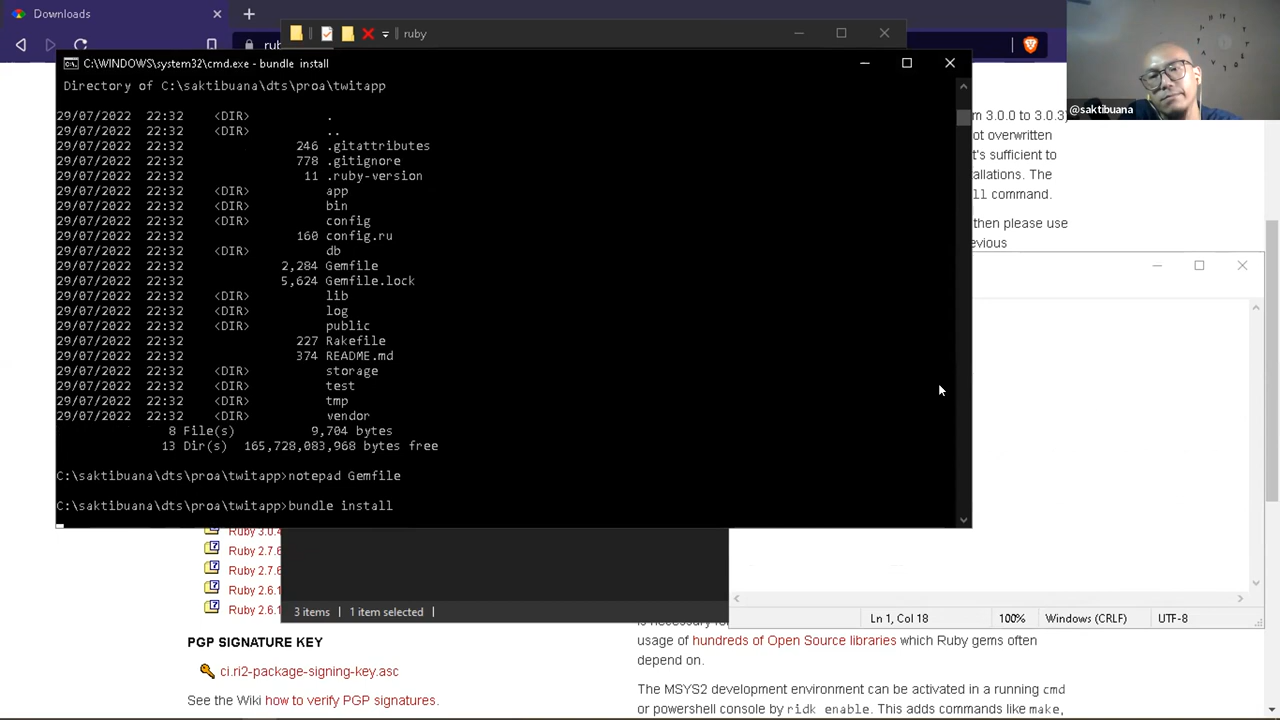 Downloads
rub
ruby
C:\WINDOWS\system32\cmd.exe - bundle install
@saktibuana
Directory of C:\saktibuana\dts\proa\twitapp
29/07/2022 22:32 <DIR> .
29/07/2022 22:32 <DIR> ..
29/07/2022 22:32 246 .gitattributes
29/07/2022 22:32 778 .gitignore
29/07/2022 22:32 11 .ruby-version
29/07/2022 22:32 <DIR> app
29/07/2022 22:32 <DIR> bin
29/07/2022 22:32 <DIR> config
29/07/2022 22:32 160 config.ru
29/07/2022 22:32 <DIR> db
29/07/2022 22:32 2,284 Gemfile
29/07/2022 22:32 5,624 Gemfile.lock
29/07/2022 22:32 <DIR> lib
29/07/2022 22:32 <DIR> log
29/07/2022 22:32 <DIR> public
29/07/2022 22:32 227 Rakefile
29/07/2022 22:32 374 README.md
29/07/2022 22:32 <DIR> storage
29/07/2022 22:32 <DIR> test
29/07/2022 22:32 <DIR> tmp
29/07/2022 22:32 <DIR> vendor
8 File(s) 9,704 bytes
13 Dir(s) 165,728,083,968 bytes free
C:\saktibuana\dts\proa\twitapp>notepad Gemfile
C:\saktibuana\dts\proa\twitapp>bundle install
m 3.0.0 to 3.0.3)
ot overwritten
t's sufficient to
tallations. The
ll command.
then please use
evious
Ruby 3.0.4
Ruby 2.7.6
Ruby 2.7.6
Ruby 2.6.1
Ruby 2.6.1
3 items 1 item selected
Ln 1, Col 18 100% Windows (CRLF) UTF-8
PGP SIGNATURE KEY
ci.ri2-package-signing-key.asc
See the Wiki how to verify PGP signatures.
usage of hundreds of Open Source libraries which Ruby gems often
depend on.
The MSYS2 development environment can be activated in a running cmd
or powershell console by ridk enable. This adds commands like make,